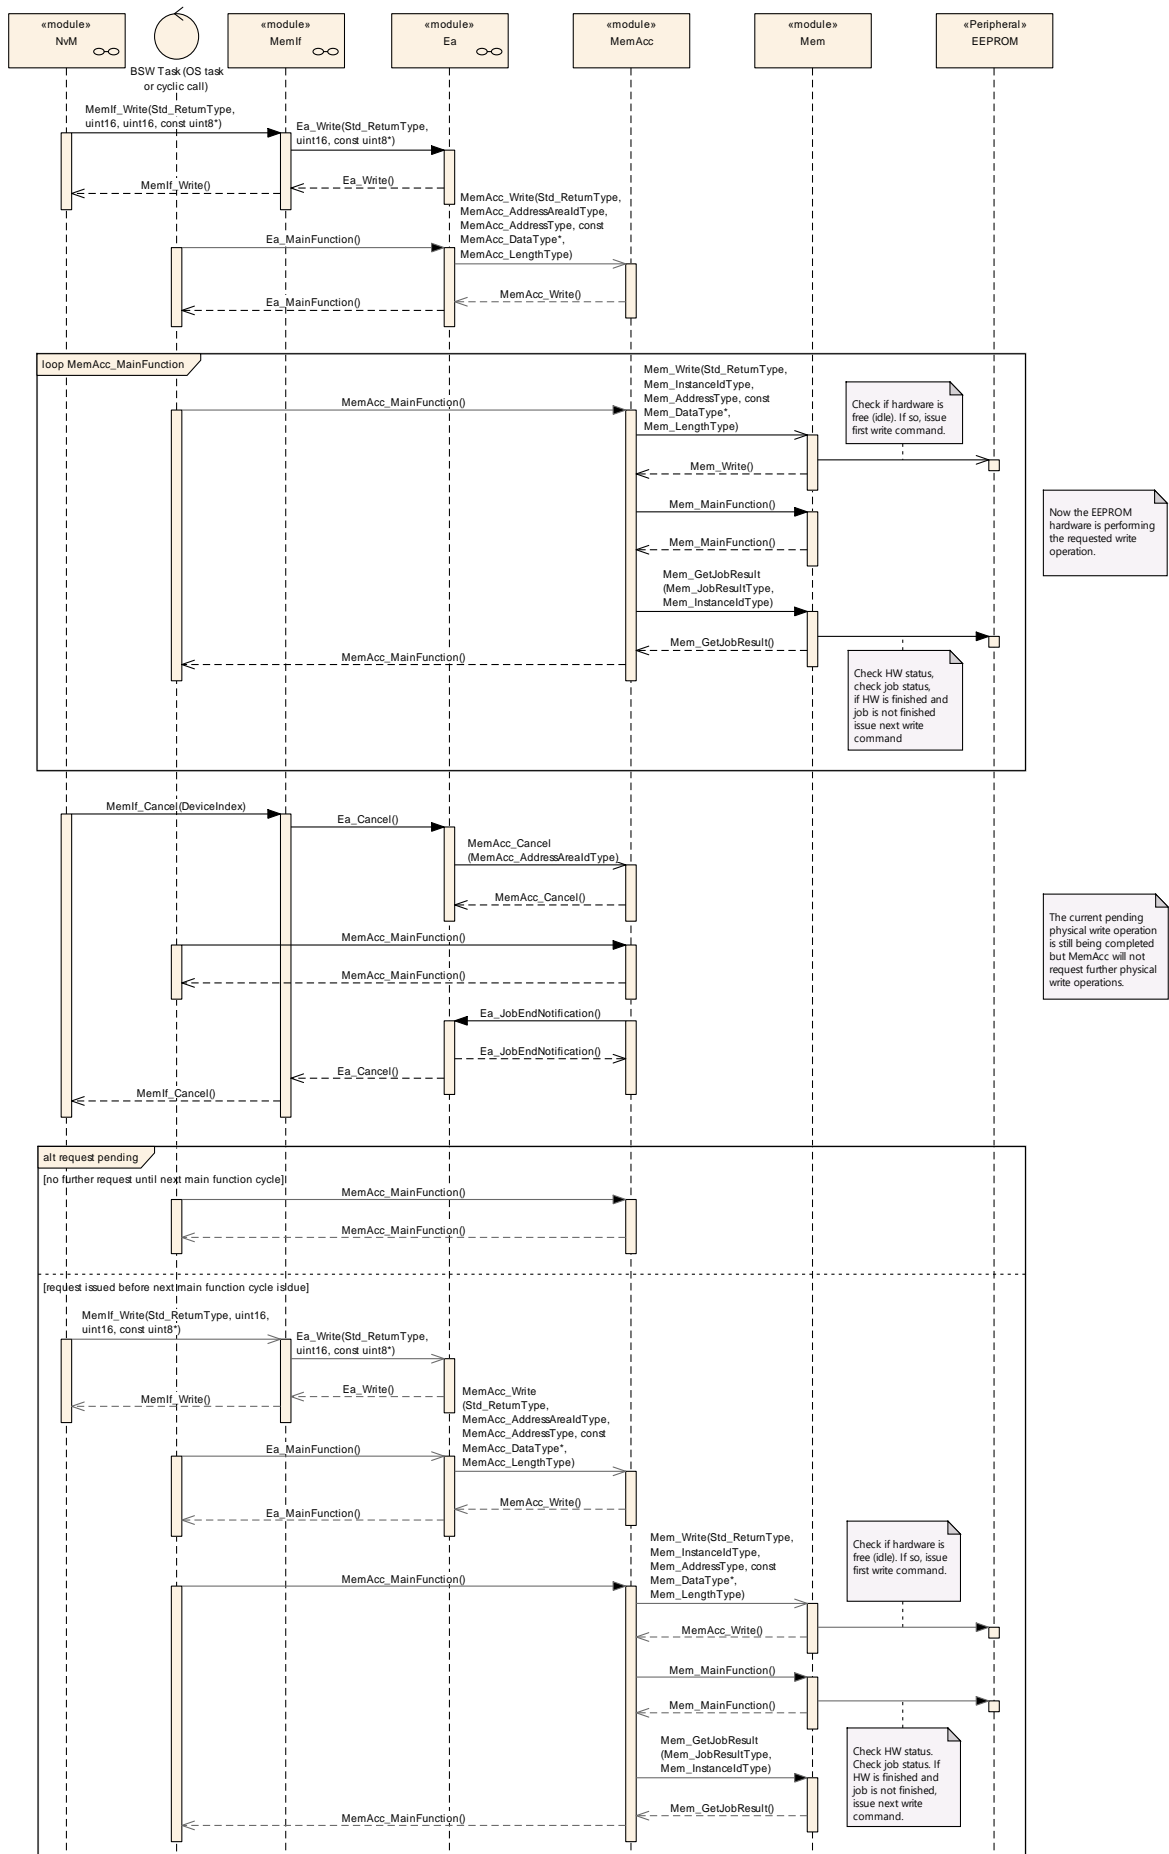 «module»
NvM
BSW Task (OS task
or cyclic call)
«module»
MemIf
«module»
Ea
«module»
MemAcc
«module»
Mem
«Peripheral»
EEPROM
MemIf_Write(Std_ReturnType,
uint16, uint16, const uint8*)
Ea_Write(Std_ReturnType,
uint16, const uint8*)
Ea_Write()
MemIf_Write()
MemAcc_Write(Std_ReturnType,
MemAcc_AddressAreaIdType,
MemAcc_AddressType, const
MemAcc_DataType*,
MemAcc_LengthType)
Ea_MainFunction()
MemAcc_Write()
Ea_MainFunction()
loop MemAcc_MainFunction
Mem_Write(Std_ReturnType,
Mem_InstanceIdType,
Mem_AddressType, const
Mem_DataType*,
Mem_LengthType)
MemAcc_MainFunction()
Check if hardware is
free (idle). If so, issue
first write command.
Mem_Write()
Mem_MainFunction()
Now the EEPROM
hardware is performing
the requested write
operation.
Mem_MainFunction()
Mem_GetJobResult
(Mem_JobResultType,
Mem_InstanceIdType)
Mem_GetJobResult()
MemAcc_MainFunction()
Check HW status,
check job status,
if HW is finished and
job is not finished
issue next write
command
MemIf_Cancel(DeviceIndex)
Ea_Cancel()
MemAcc_Cancel
(MemAcc_AddressAreaIdType)
MemAcc_Cancel()
The current pending
physical write operation
is still being completed
but MemAcc will not
request further physical
write operations.
MemAcc_MainFunction()
MemAcc_MainFunction()
Ea_JobEndNotification()
Ea_JobEndNotification()
Ea_Cancel()
MemIf_Cancel()
alt request pending
[no further request until next main function cycle]
MemAcc_MainFunction()
MemAcc_MainFunction()
[request issued before next main function cycle is due]
MemIf_Write(Std_ReturnType, uint16,
uint16, const uint8*)
Ea_Write(Std_ReturnType,
uint16, const uint8*)
Ea_Write()
MemIf_Write()
MemAcc_Write
(Std_ReturnType,
MemAcc_AddressAreaIdType,
MemAcc_AddressType, const
MemAcc_DataType*,
MemAcc_LengthType)
Ea_MainFunction()
MemAcc_Write()
Ea_MainFunction()
Mem_Write(Std_ReturnType,
Mem_InstanceIdType,
Mem_AddressType, const
Mem_DataType*,
Mem_LengthType)
Check if hardware is
free (idle). If so, issue
first write command.
MemAcc_MainFunction()
MemAcc_Write()
Mem_MainFunction()
Mem_MainFunction()
Mem_GetJobResult
(Mem_JobResultType,
Mem_InstanceIdType)
Check HW status.
Check job status. If
HW is finished and
job is not finished,
issue next write
command.
Mem_GetJobResult()
MemAcc_MainFunction()